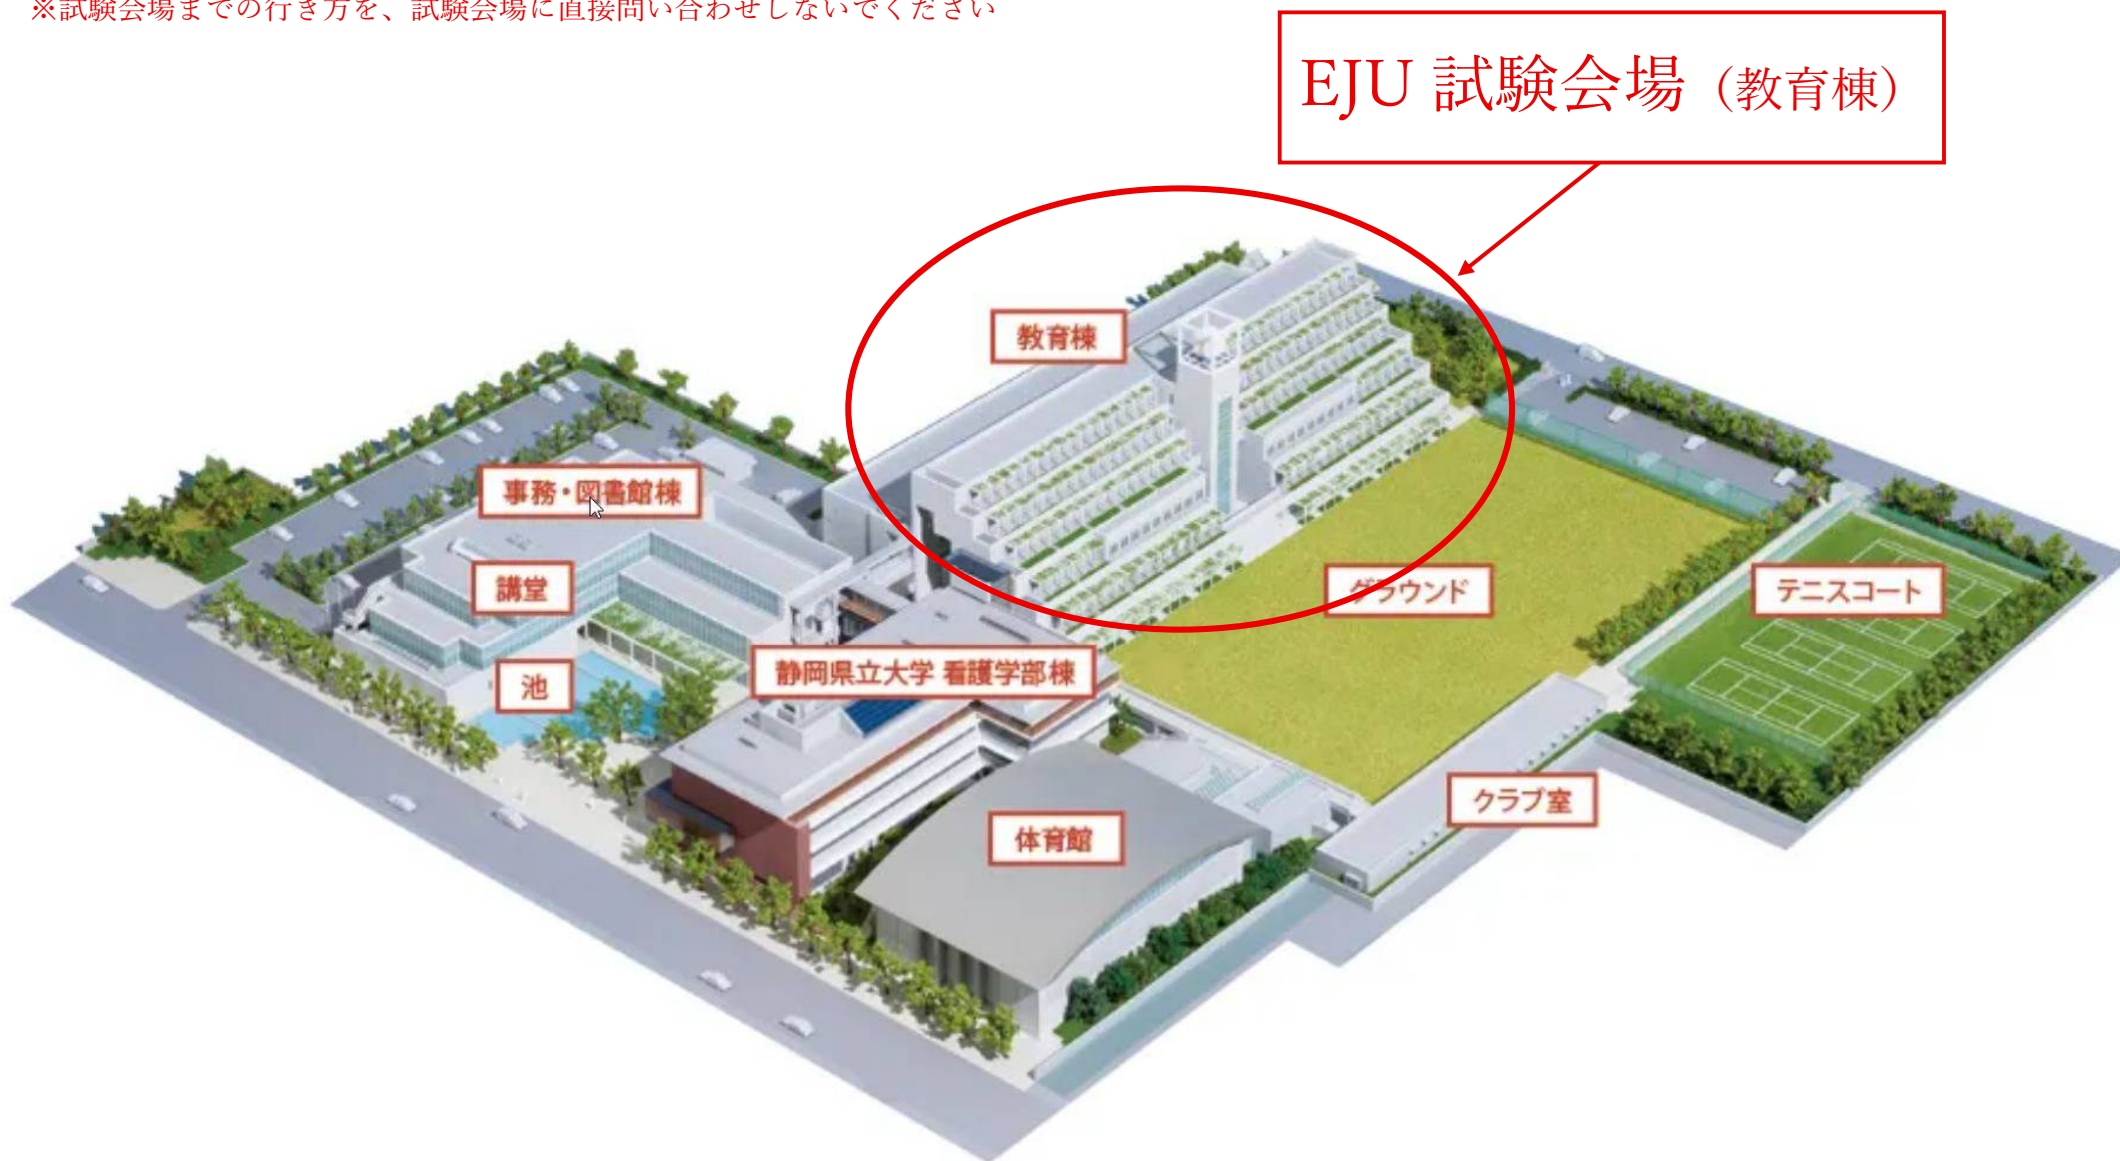 ※試験会場までの行き方を、試験会場に直接問い合わせしないでください
EJU 試験会場（教育棟）
教育棟
事務・図書館棟
講堂
グラウンド
テニスコート
静岡県立大学 看護学部棟
池
クラブ室
体育館